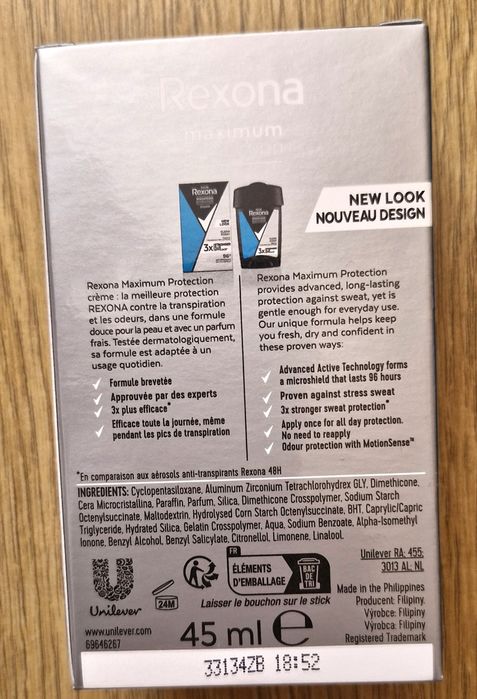 Rexona
maximum
Rexona
3x
96H
Rexona
3x
NEW LOOK
NOUVEAU DESIGN
Rexona Maximum Protection
crème : la meilleure protection
REXONA contre la transpiration
et les odeurs, dans une formule
douce pour la peau et avec un parfum
frais. Testée dermatologiquement,
sa formule est adaptée à un
usage quotidien.
Formule brevetée
Approuvée par des experts
3x plus efficace*
Efficace toute la journée, même
pendant les pics de transpiration
Rexona Maximum Protection
provides advanced, long-lasting
protection against sweat, yet is
gentle enough for everyday use.
Our unique formula helps keep
you fresh, dry and confident in
these proven ways:
Advanced Active Technology forms
a microshield that lasts 96 hours
Proven against stress sweat
3x stronger sweat protection*
Apply once for all day protection.
No need to reapply
Odour protection with MotionSense™
*En comparaison aux aérosols anti-transpirants Rexona 48H
INGREDIENTS: Cyclopentasiloxane, Aluminum Zirconium Tetrachlorohydrex GLY, Dimethicone,
Cera Microcristallina, Paraffin, Parfum, Silica, Dimethicone Crosspolymer, Sodium Starch
Octenylsuccinate, Maltodextrin, Hydrolysed Corn Starch Octenylsuccinate, BHT, Caprylic/Capric
Triglyceride, Hydrated Silica, Gelatin Crosspolymer, Aqua, Sodium Benzoate, Alpha-Isomethyl
Ionone, Benzyl Alcohol, Benzyl Salicylate, Citronellol, Limonene, Linalool.
Unilever
24M
FR
ÉLÉMENTS
D'EMBALLAGE
BAC
DE
TRI
Laisser le bouchon sur le stick
Unilever RA: 455;
3013 AL; NL
www.unilever.com
69646267
45 ml e
Made in the Philippines
Producent: Filipiny.
Výrobce: Filipíny
Výrobca: Filipíny
Registered Trademark
33134ZB 18:52